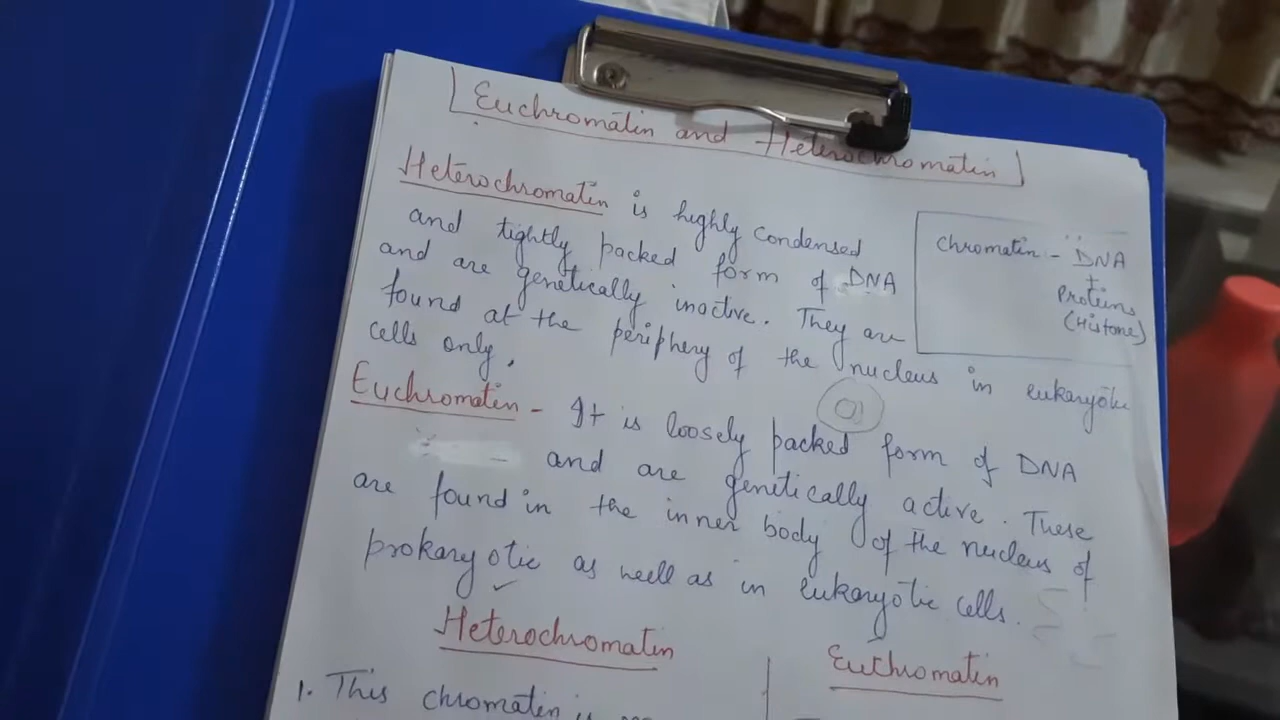 Euchromatin and Heterochromatin
Heterochromatin is highly condensed
and tightly packed form of DNA
and are genetically inactive. They are
found at the periphery of the nucleus in eukaryotic
cells only.
Chromatin - DNA
+
Proteins
(Histone)
Euchromatin - It is loosely packed form of DNA
and are genetically active. These
are found in the inner body of the nucleus of
prokaryotic as well as in eukaryotic cells.
Heterochromatin
Euchromatin
1. This chromatin is